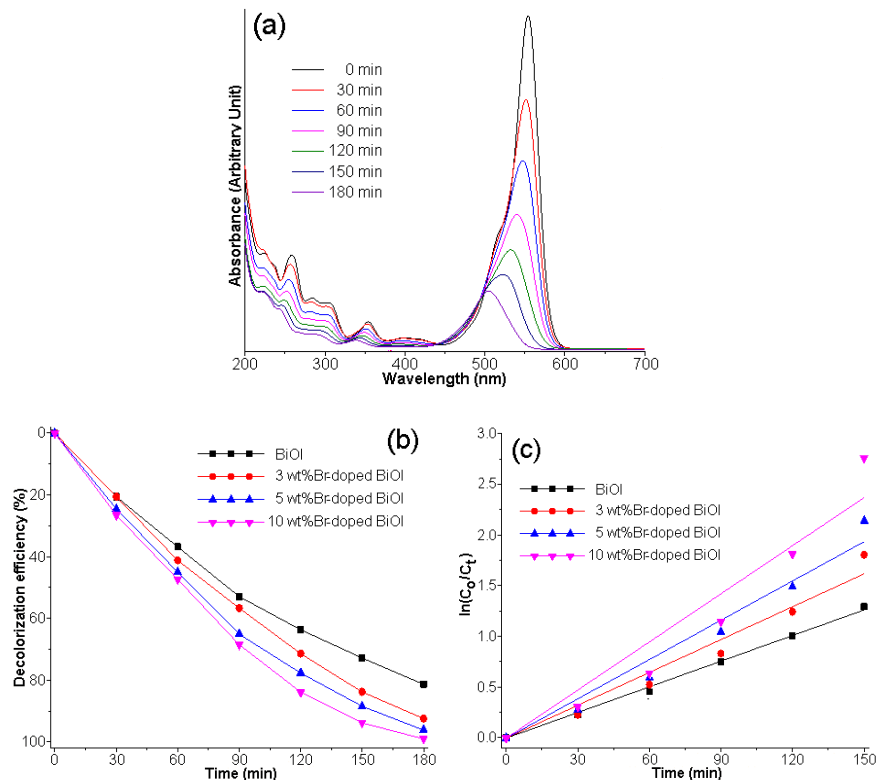 (a)
0 min
30 min
60 min
90 min
120 min
150 min
180 min
Absorbance (Arbitrary Unit)
200 300 400 500 600 700
Wavelength (nm)
(b)
BiOI
3 wt%Br-doped BiOI
5 wt%Br-doped BiOI
10 wt%Br-doped BiOI
Decolorization efficiency (%)
0
20
40
60
80
100
0 30 60 90 120 150 180
Time (min)
(c)
BiOI
3 wt%Br-doped BiOI
5 wt%Br-doped BiOI
10 wt%Br-doped BiOI
ln(Co/Ct)
3.0
2.5
2.0
1.5
1.0
0.5
0.0
0 30 60 90 120 150
Time (min)